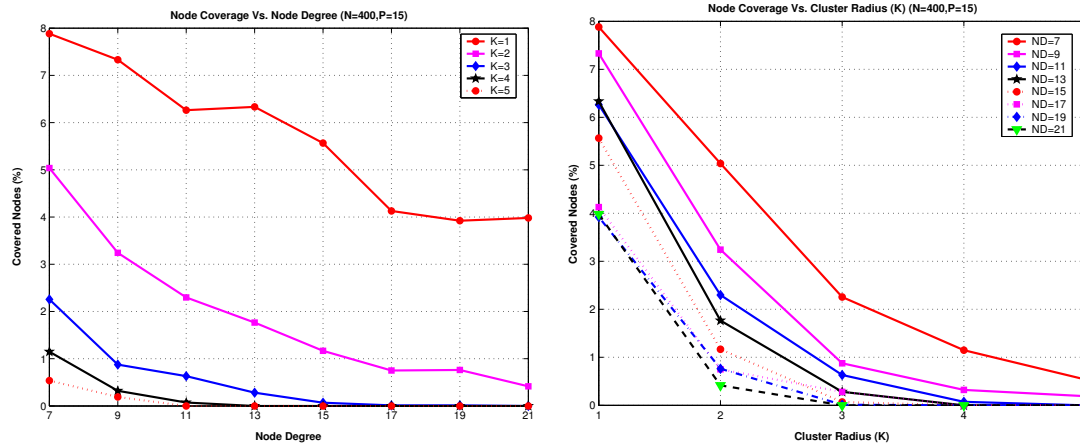 Node Coverage Vs. Node Degree (N=400,P=15)
8
7
6
5
4
3
2
1
0
Covered Nodes (%)
K=1
K=2
K=3
K=4
K=5
7 9 11 13 15 17 19 21
Node Degree
Node Coverage Vs. Cluster Radius (K) (N=400,P=15)
8
7
6
5
4
3
2
1
0
Covered Nodes (%)
ND=7
ND=9
ND=11
ND=13
ND=15
ND=17
ND=19
ND=21
1 2 3 4
Cluster Radius (K)